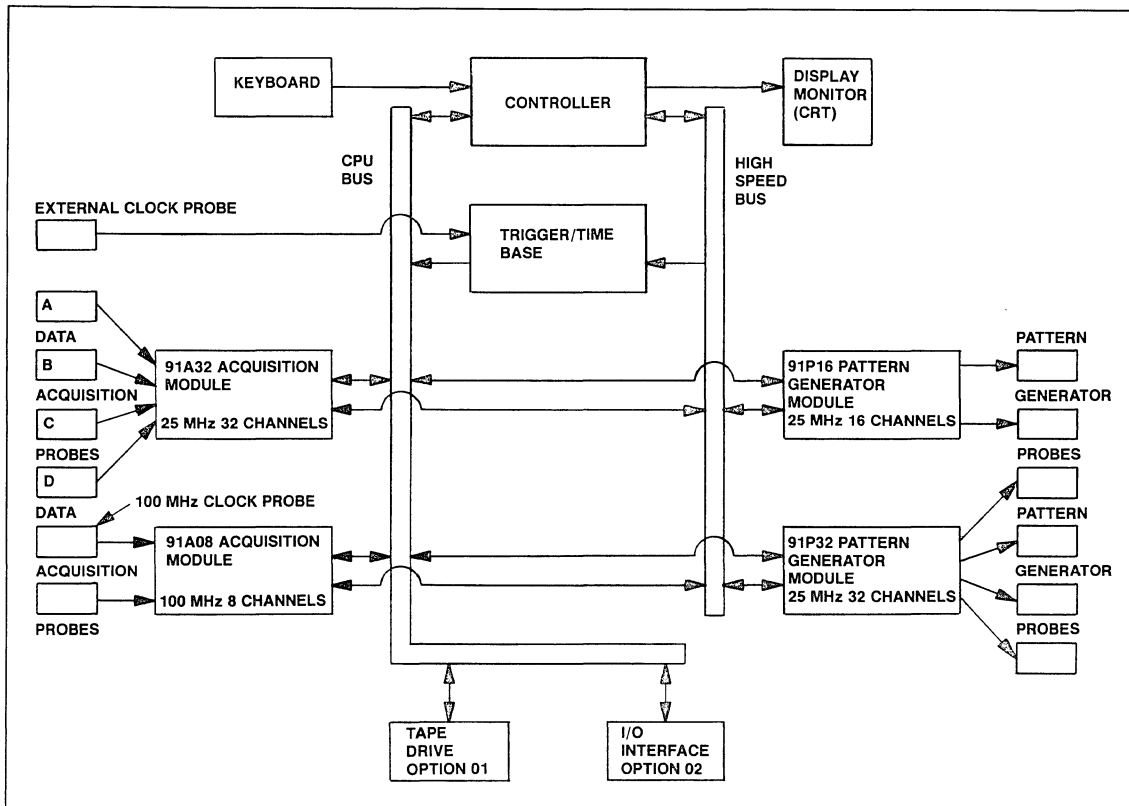 KEYBOARD
CONTROLLER
DISPLAY
MONITOR
(CRT)
CPU
BUS
HIGH
SPEED
BUS
EXTERNAL CLOCK PROBE
TRIGGER/TIME
BASE
A
DATA
B
ACQUISITION
C
PROBES
D
91A32 ACQUISITION
MODULE
25 MHz 32 CHANNELS
91P16 PATTERN
GENERATOR
MODULE
25 MHz 16 CHANNELS
PATTERN
GENERATOR
PROBES
DATA
100 MHz CLOCK PROBE
ACQUISITION
PROBES
91A08 ACQUISITION
MODULE
100 MHz 8 CHANNELS
91P32 PATTERN
GENERATOR
MODULE
25 MHz 32 CHANNELS
PATTERN
GENERATOR
PROBES
TAPE
DRIVE
OPTION 01
I/O
INTERFACE
OPTION 02